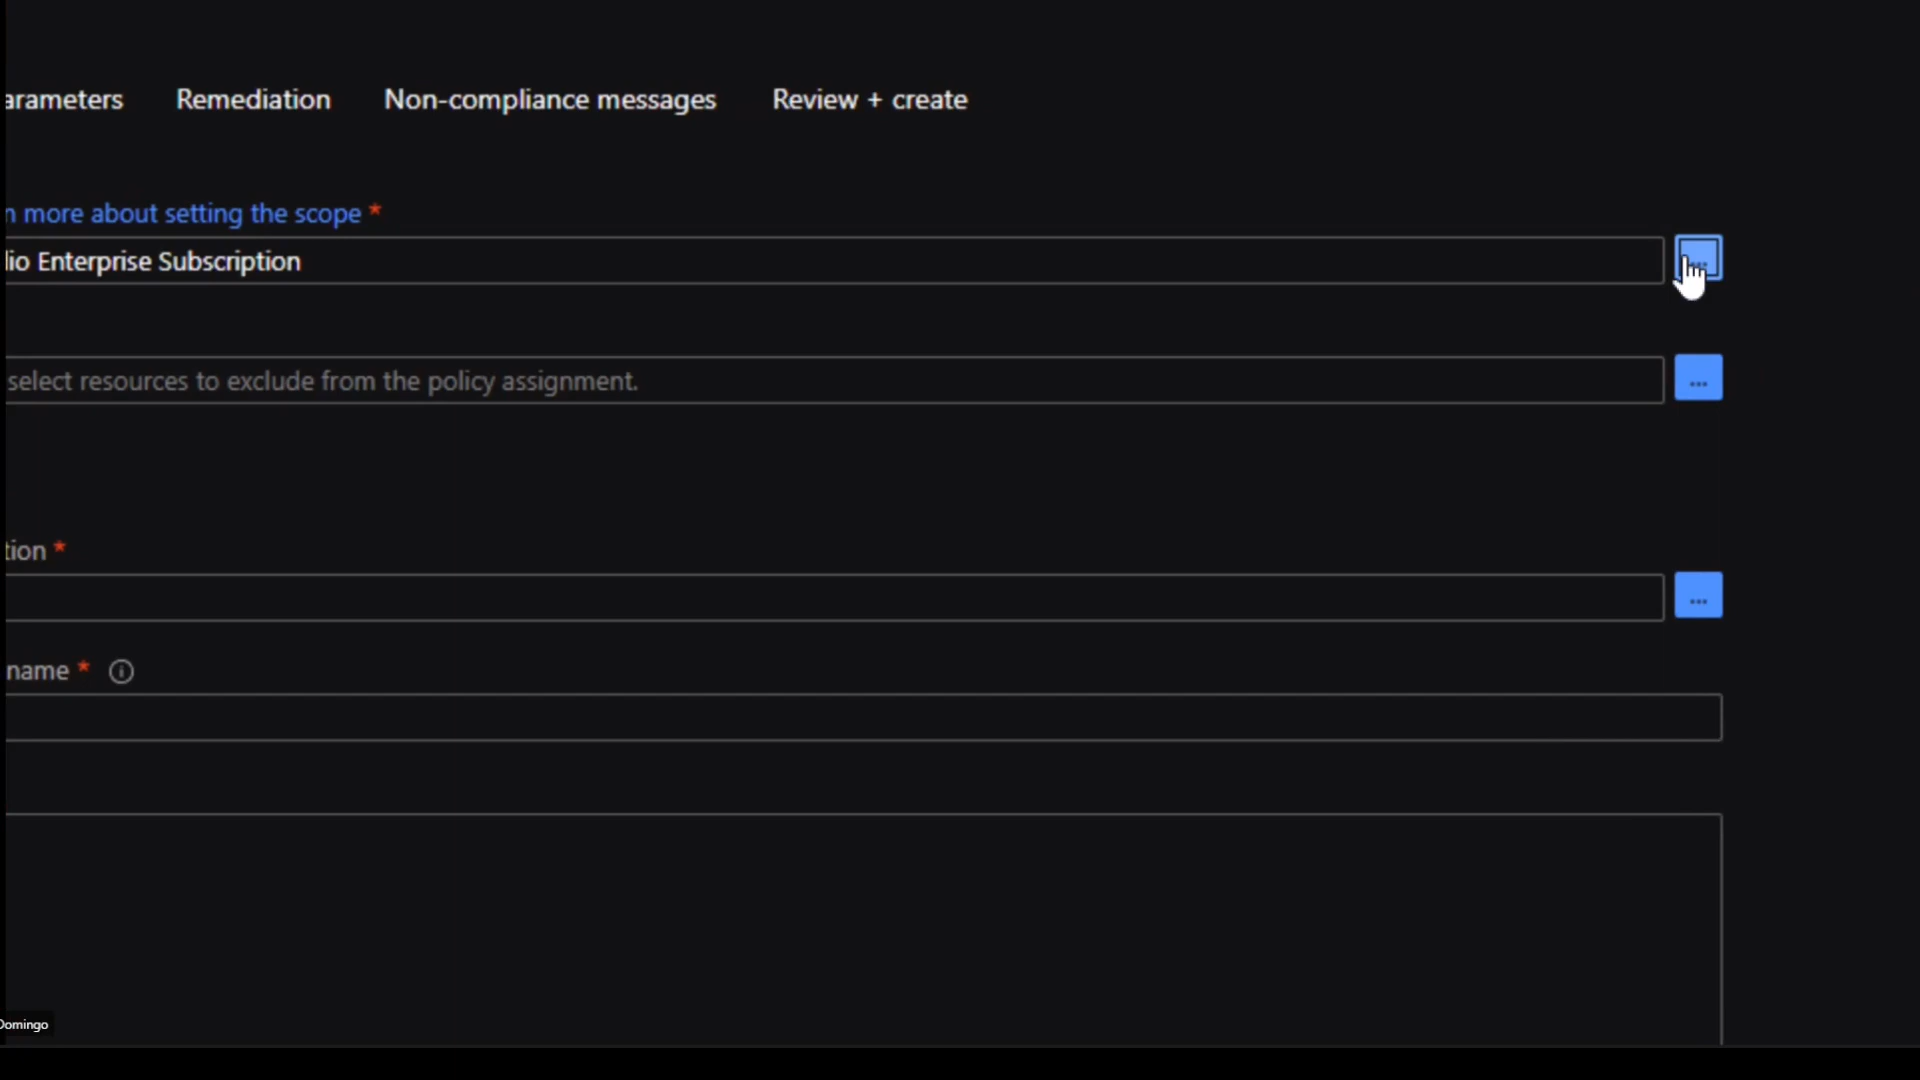 arameters Remediation Non-compliance messages Review + create
n more about setting the scope *
lio Enterprise Subscription
...
select resources to exclude from the policy assignment.
...
tion *
...
name *
Domingo